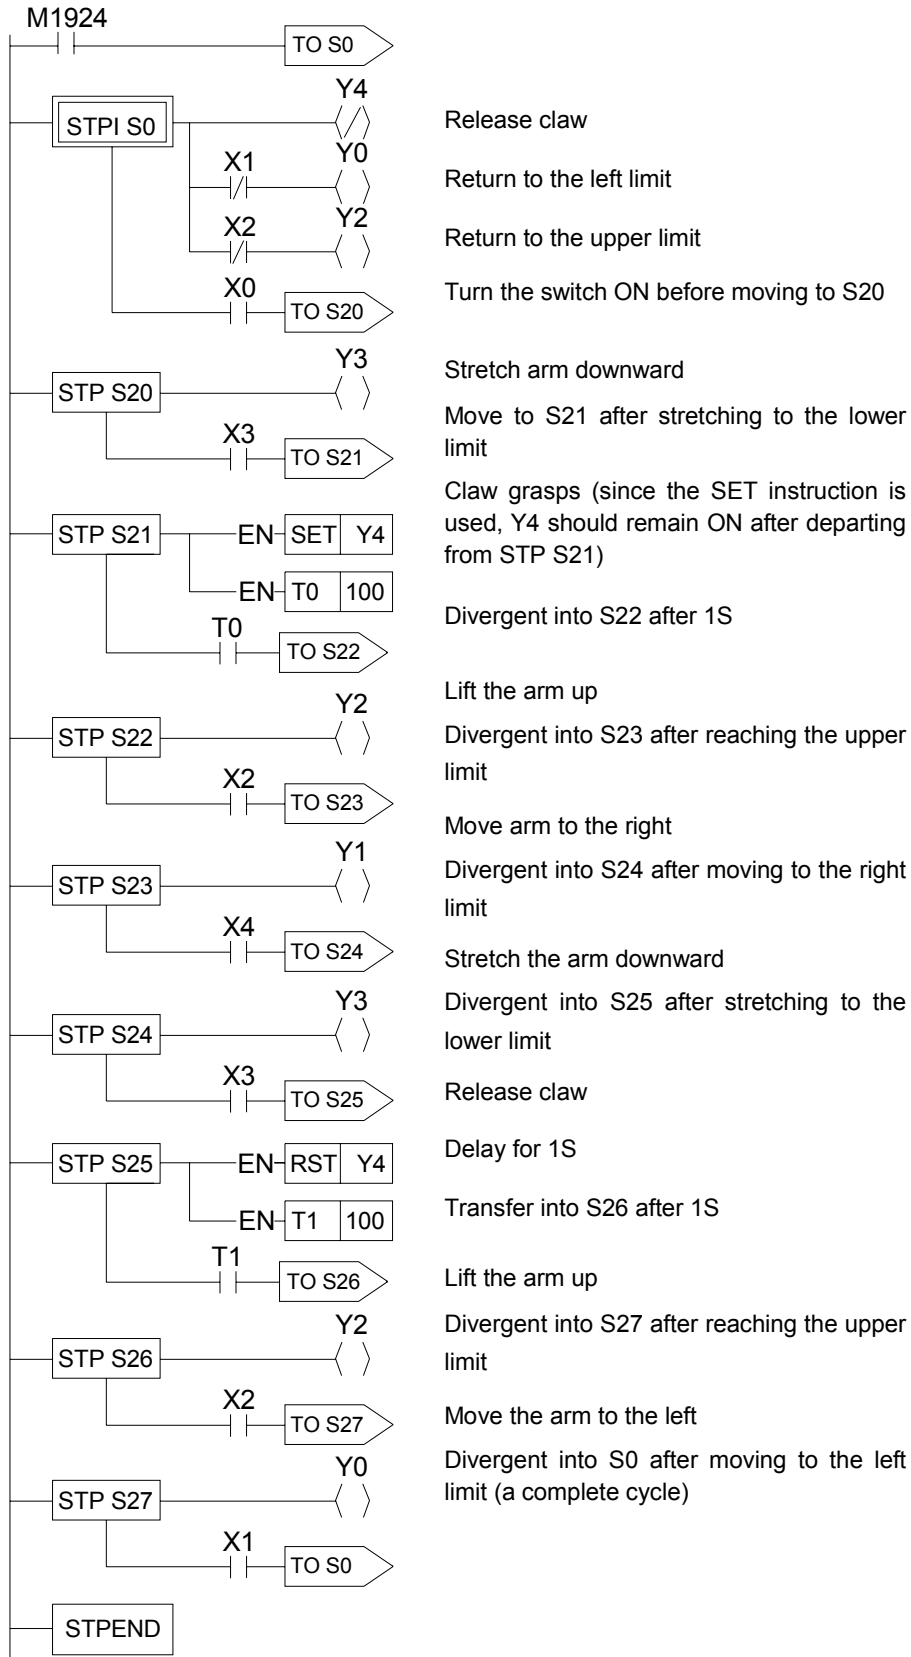 M1924
TO S0
Y4
STPI S0
Release claw
X1
Y0
Return to the left limit
X2
Y2
Return to the upper limit
X0
TO S20
Turn the switch ON before moving to S20
Y3
STP S20
Stretch arm downward
X3
TO S21
Move to S21 after stretching to the lower
limit
Claw grasps (since the SET instruction is
used, Y4 should remain ON after departing
from STP S21)
STP S21
EN SET Y4
EN T0 100
T0
TO S22
Divergent into S22 after 1S
Lift the arm up
Y2
STP S22
Divergent into S23 after reaching the upper
limit
X2
TO S23
Move arm to the right
Y1
STP S23
Divergent into S24 after moving to the right
limit
X4
TO S24
Stretch the arm downward
Y3
STP S24
Divergent into S25 after stretching to the
lower limit
X3
TO S25
Release claw
STP S25
EN RST Y4
Delay for 1S
EN T1 100
Transfer into S26 after 1S
T1
TO S26
Lift the arm up
Y2
STP S26
Divergent into S27 after reaching the upper
limit
X2
TO S27
Move the arm to the left
Y0
STP S27
Divergent into S0 after moving to the left
limit (a complete cycle)
X1
TO S0
STPEND